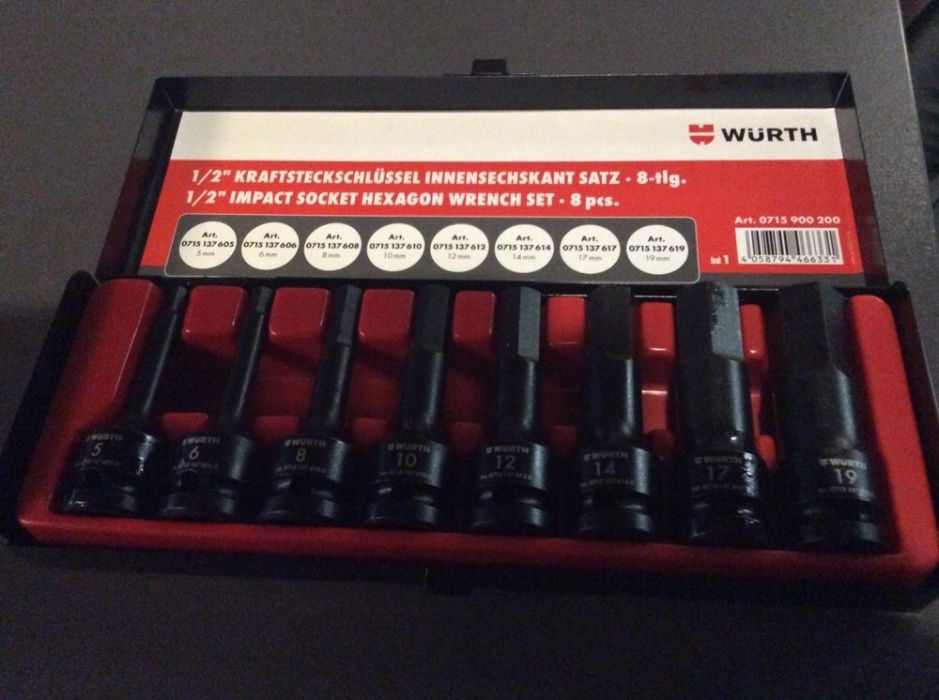 WÜRTH
1/2" KRAFTSTECKSCHLÜSSEL INNENSECHSKANT SATZ · 8-tlg.
1/2" IMPACT SOCKET HEXAGON WRENCH SET · 8 pcs.
Art. 0715 900 200
Art. Art. Art. Art. Art. Art. Art. Art.
0715 137 605 0715 137 606 0715 137 608 0715 137 610 0715 137 612 0715 137 614 0715 137 617 0715 137 619
5 mm 6 mm 8 mm 10 mm 12 mm 14 mm 17 mm 19 mm
1
4 058794 466331
WÜRTH WÜRTH WÜRTH WÜRTH WÜRTH WÜRTH WÜRTH WÜRTH
5 6 8 10 12 14 17 19